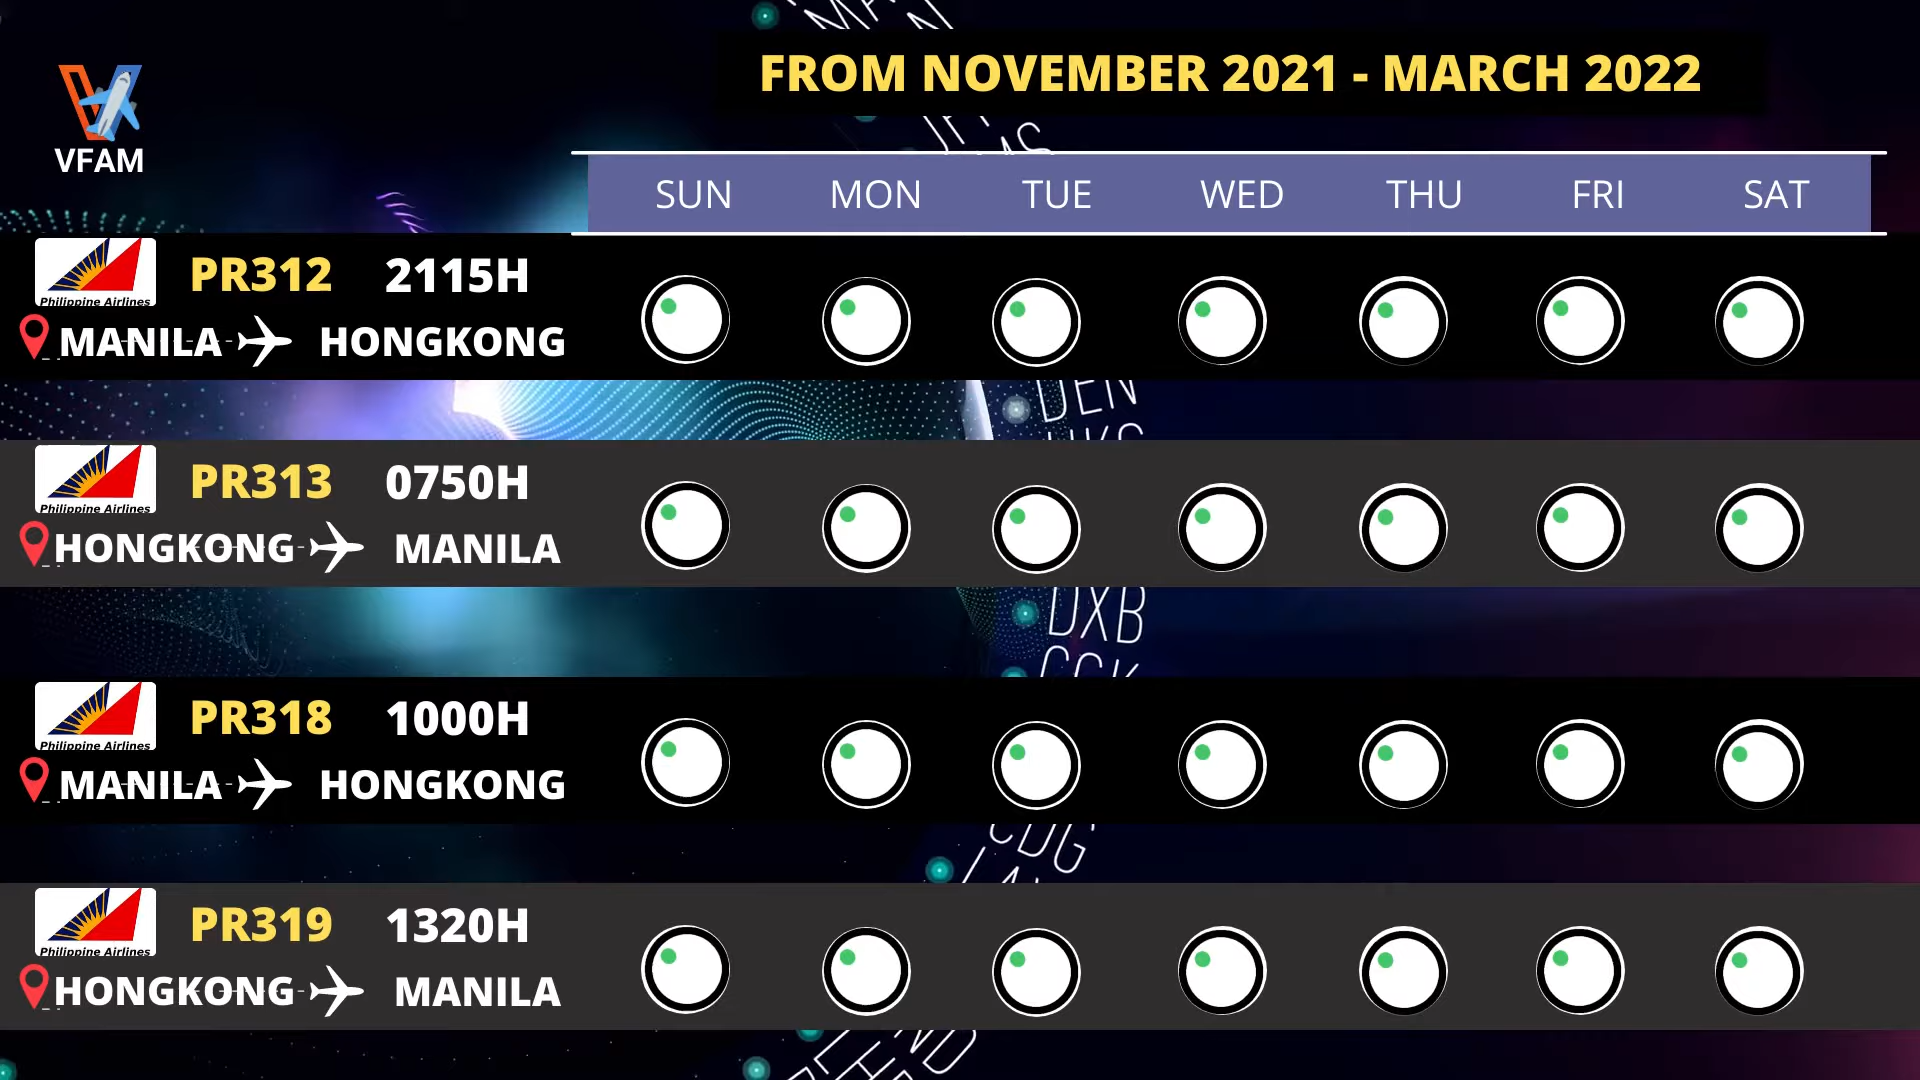 FROM NOVEMBER 2021 - MARCH 2022
VFAM
SUN MON TUE WED THU FRI SAT
Philippine Airlines
PR312 2115H
MANILA HONGKONG
DEN
Philippine Airlines
PR313 0750H
HONGKONG MANILA
DXB
Philippine Airlines
PR318 1000H
MANILA HONGKONG
CDG
Philippine Airlines
PR319 1320H
HONGKONG MANILA